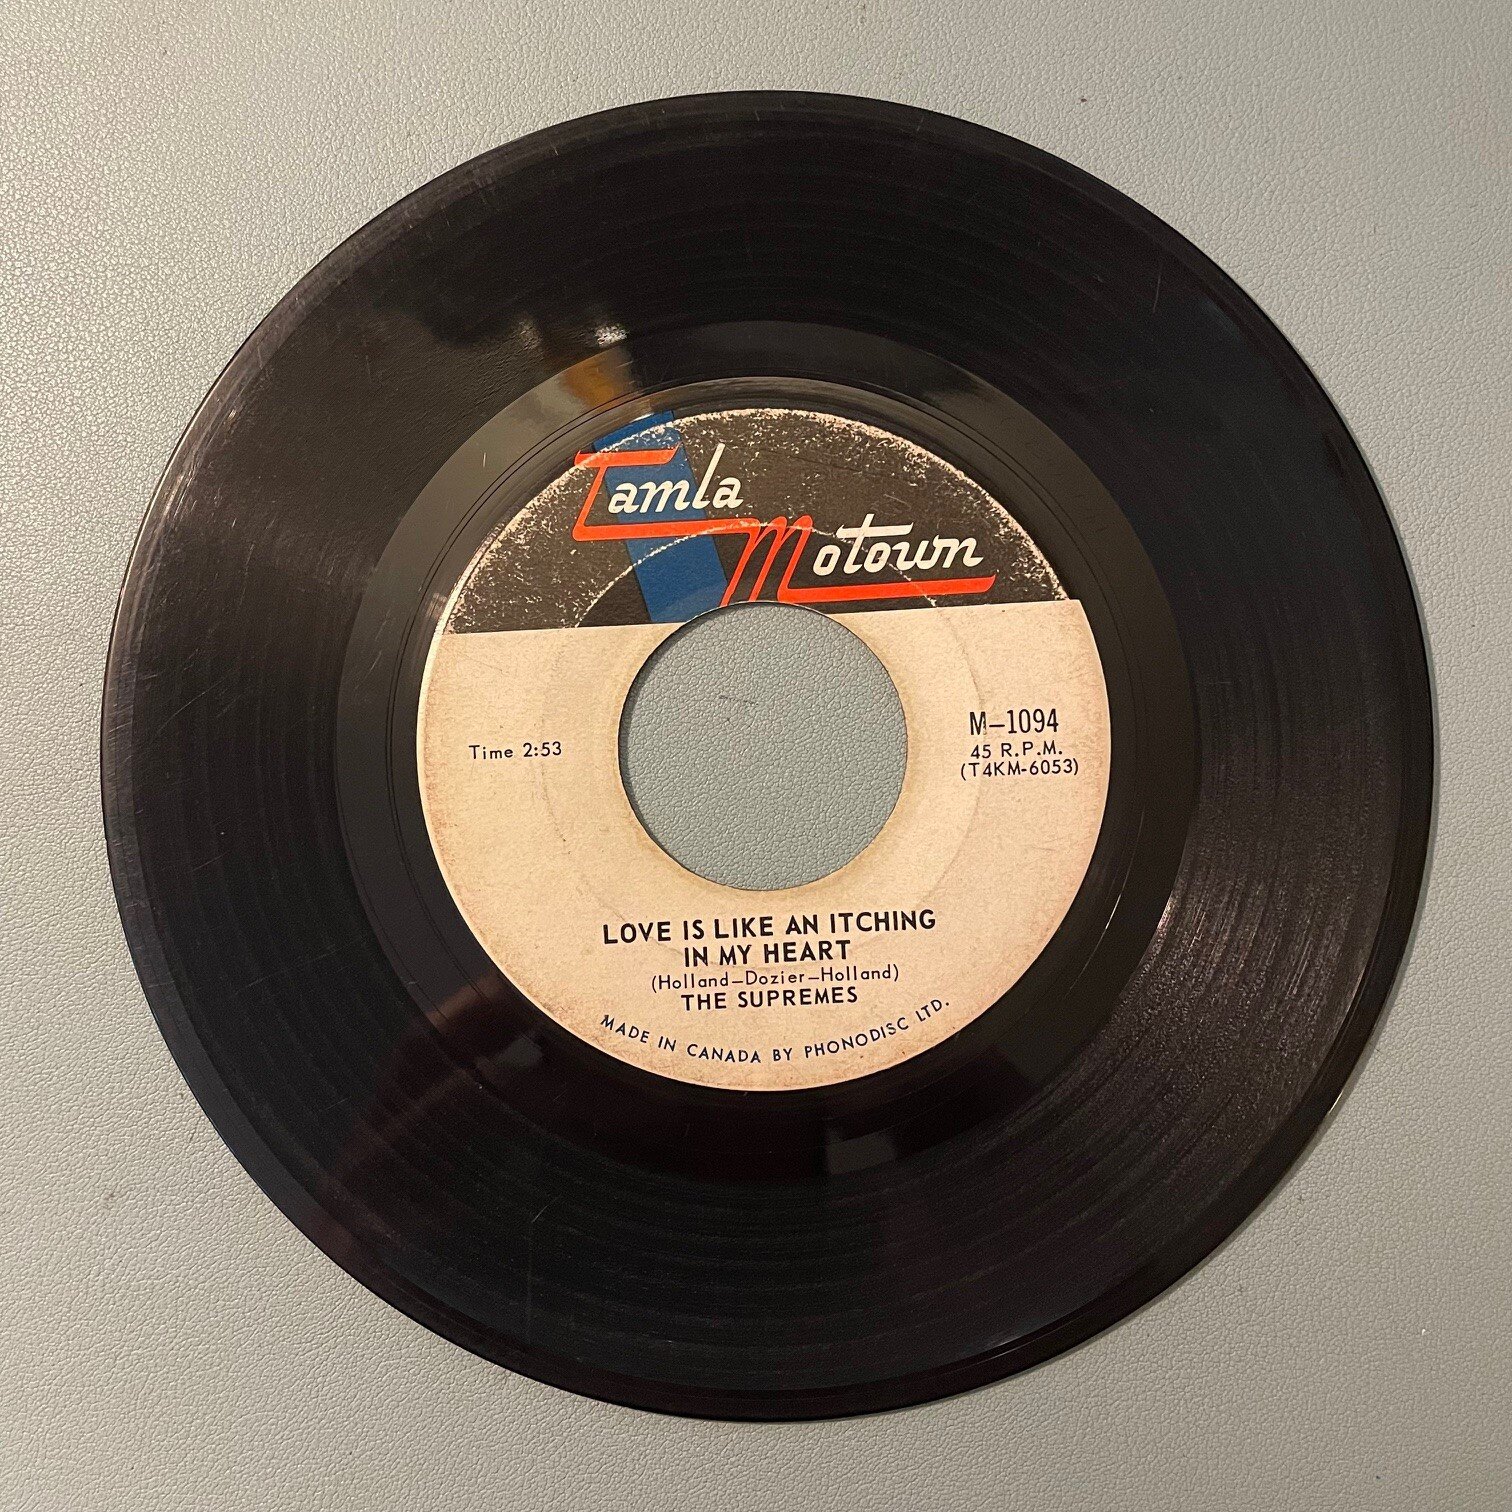 Tamla
Motown
M-1094
Time 2:53
45 R.P.M.
(T4KM-6053)
LOVE IS LIKE AN ITCHING
IN MY HEART
(Holland-Dozier-Holland)
THE SUPREMES
MADE IN CANADA BY PHONODISC LTD.